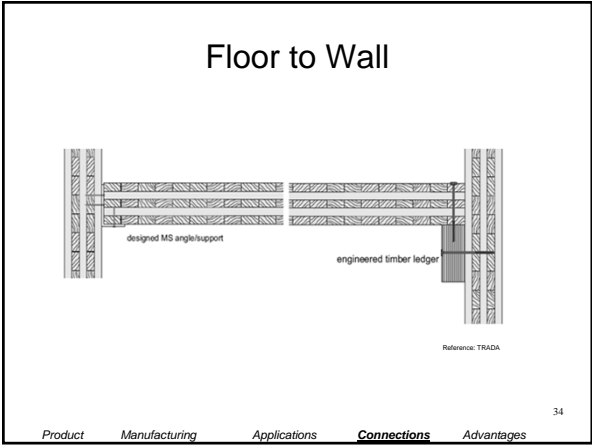 Floor to Wall
designed MS angle/support
engineered timber ledger
Reference: TRADA
34
Product Manufacturing Applications Connections Advantages